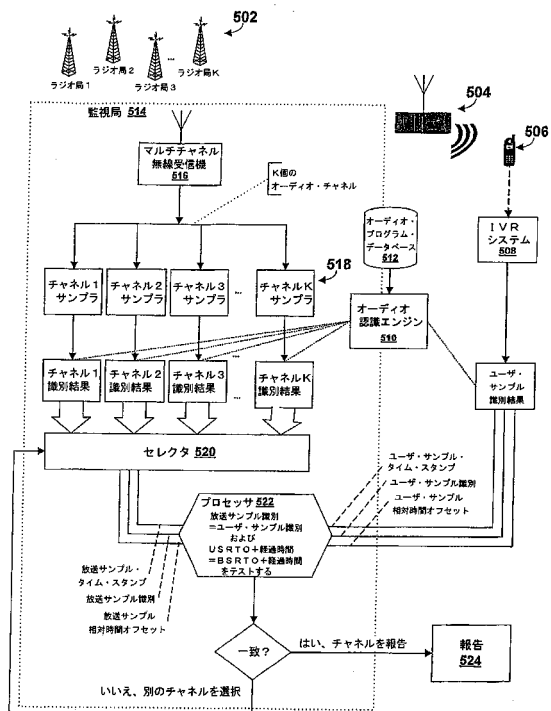 502
ラジオ局1
ラジオ局2
ラジオ局3
...
ラジオ局K
504
506
監視局 514
マルチチャネル
無線受信機
516
K個の
オーディオ・チャネル
オーディオ・
プログラム・
データベース
512
IVR
システム
508
チャネル1
サンプラ
チャネル2
サンプラ
チャネル3
サンプラ
...
チャネルK
サンプラ
518
オーディオ
認識エンジン
510
チャネル1
識別結果
チャネル2
識別結果
チャネル3
識別結果
...
チャネルK
識別結果
ユーザ・
サンプル
識別結果
セレクタ 520
ユーザ・サンプル・
タイム・スタンプ
ユーザ・サンプル識別
ユーザ・サンプル
相対時間オフセット
プロセッサ 522
放送サンプル識別
=ユーザ・サンプル識別
および
USRTO+経過時間
=BSRTO+経過時間
をテストする
放送サンプル・
タイム・スタンプ
放送サンプル識別
放送サンプル
相対時間オフセット
一致?
はい、チャネルを報告
報告
524
いいえ、別のチャネルを選択